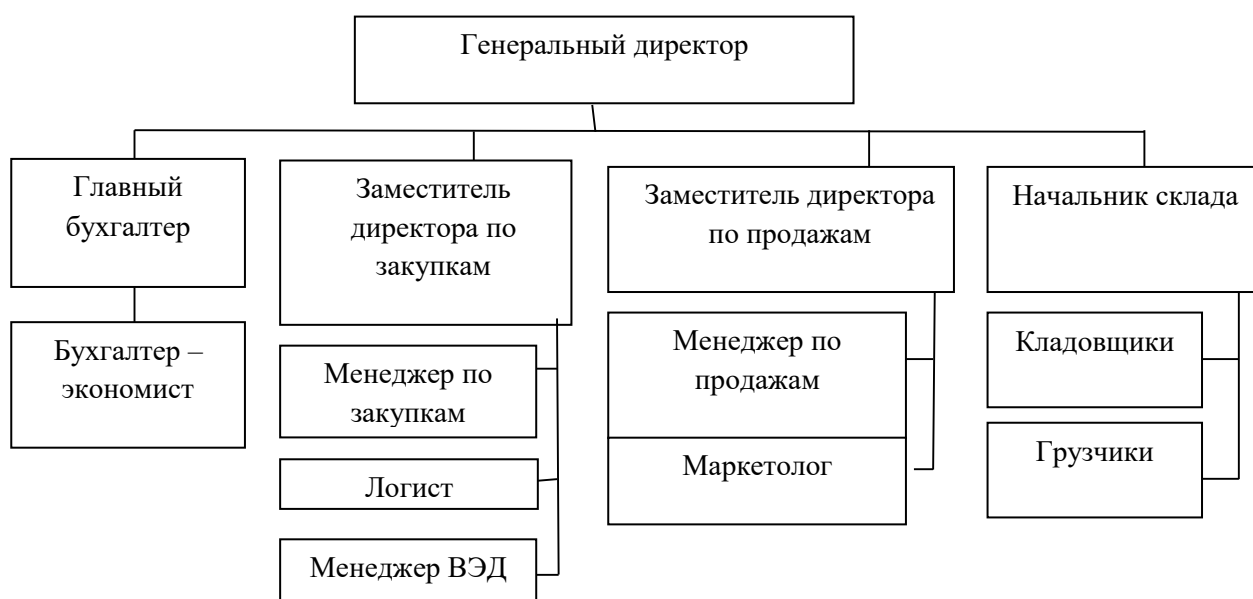 Генеральный директор
Главный
бухгалтер
Заместитель
директора по
закупкам
Заместитель директора
по продажам
Начальник склада
Бухгалтер –
экономист
Менеджер по
закупкам
Логист
Менеджер ВЭД
Менеджер по
продажам
Маркетолог
Кладовщики
Грузчики